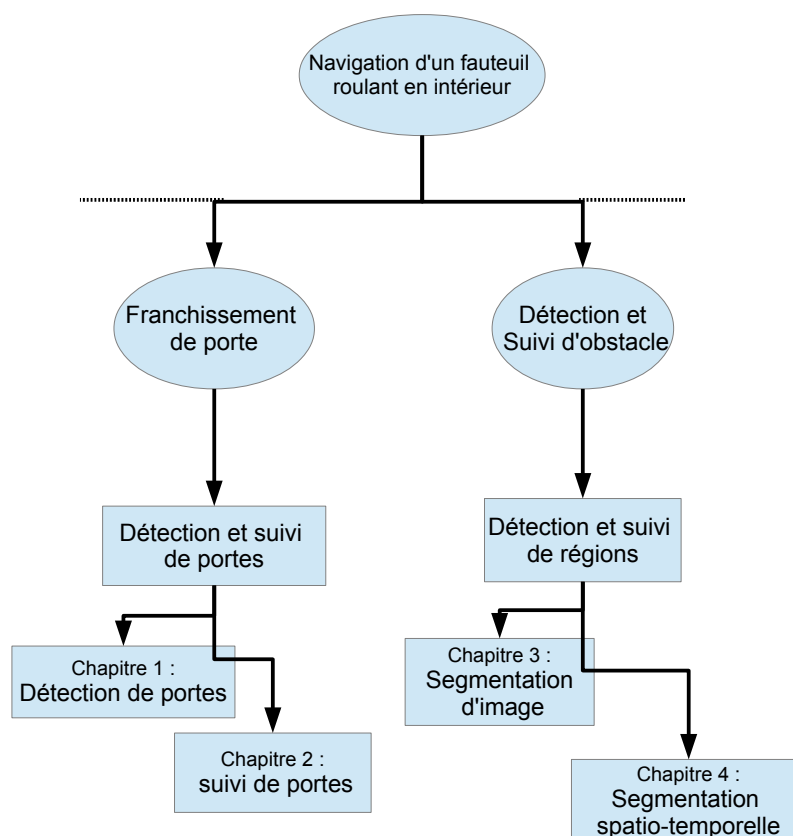 Navigation d'un fauteuil
roulant en intérieur
Franchissement
de porte
Détection et
Suivi d'obstacle
Détection et suivi
de portes
Détection et suivi
de régions
Chapitre 1 :
Détection de portes
Chapitre 3 :
Segmentation
d'image
Chapitre 2 :
suivi de portes
Chapitre 4 :
Segmentation
spatio-temporelle